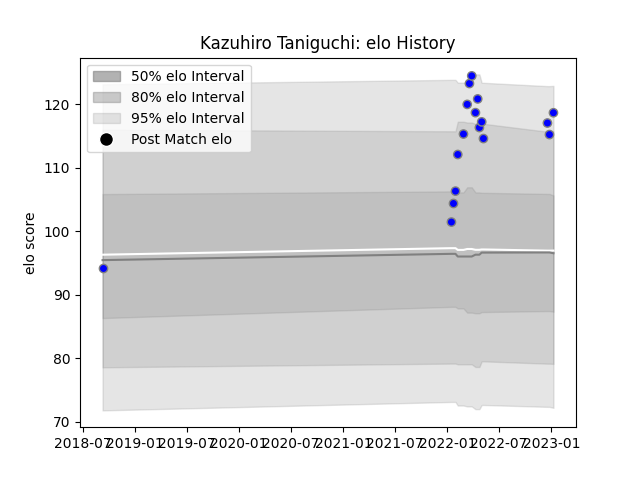 Kazuhiro Taniguchi: elo History
50% elo Interval
80% elo Interval
95% elo Interval
Post Match elo
elo score
120
110
100
90
80
70
2018-07 2019-01 2019-07 2020-01 2020-07 2021-01 2021-07 2022-01 2022-07 2023-01